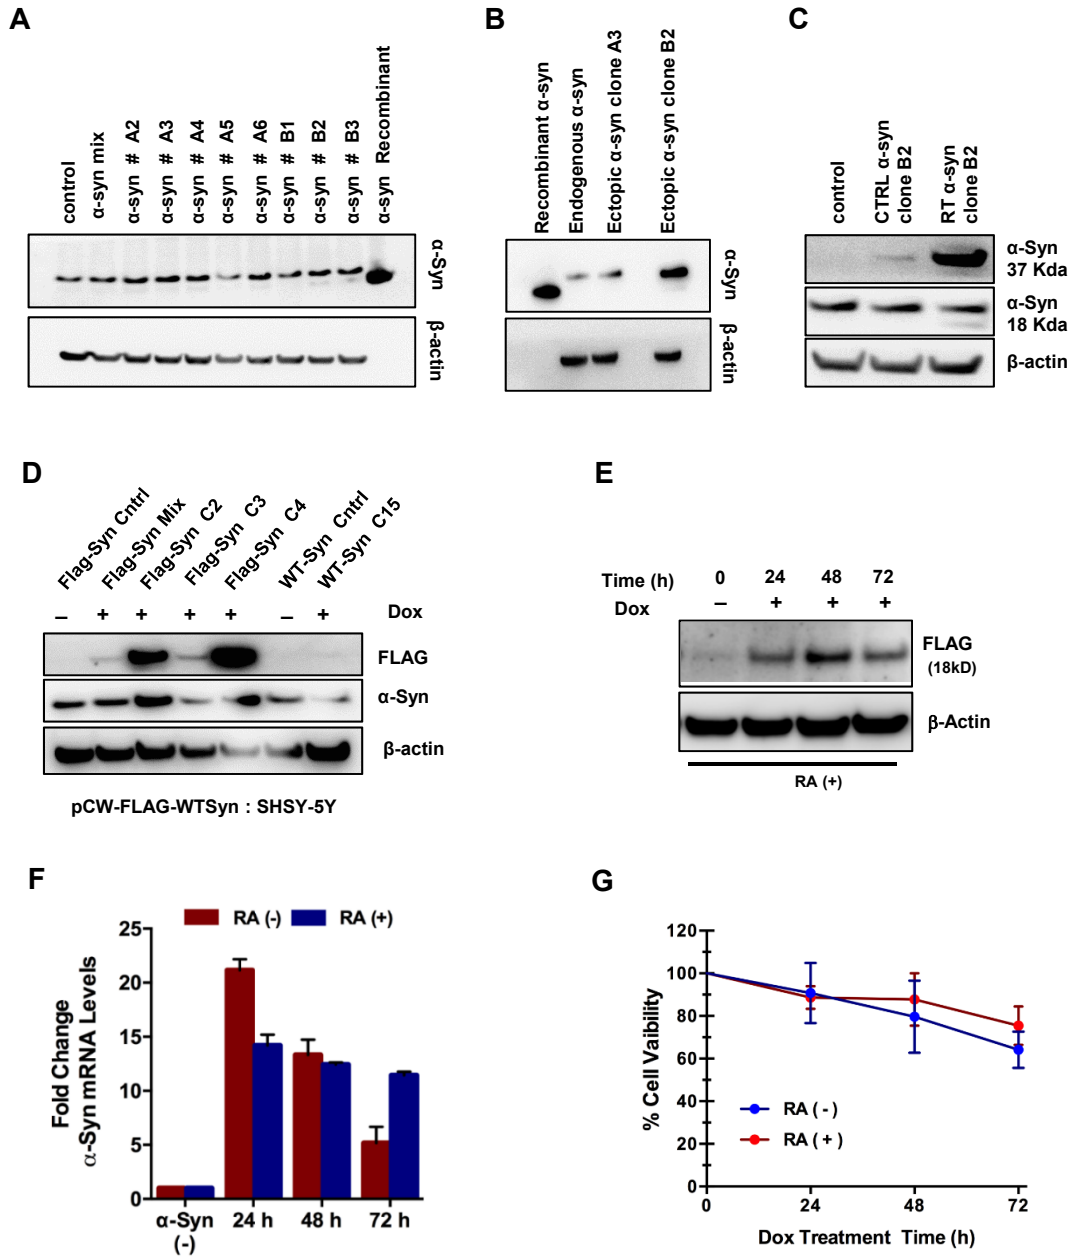 A
control
α-syn mix
α-syn # A2
α-syn # A3
α-syn # A4
α-syn # A5
α-syn # A6
α-syn # B1
α-syn # B2
α-syn # B3
α-syn Recombinant
α-Syn
β-actin
B
Recombinant α-syn
Endogenous α-syn
Ectopic α-syn clone A3
Ectopic α-syn clone B2
α-Syn
β-actin
C
control
CTRL α-syn
clone B2
RT α-syn
clone B2
α-Syn
37 Kda
α-Syn
18 Kda
β-actin
D
Flag-Syn Cntrl
Flag-Syn Mix
Flag-Syn C2
Flag-Syn C3
Flag-Syn C4
WT-Syn Cntrl
WT-Syn C15
– + + + + – + Dox
FLAG
α-Syn
β-actin
pCW-FLAG-WTSyn : SHSY-5Y
E
Time (h) 0 24 48 72
Dox – + + +
FLAG
(18kD)
β-Actin
RA (+)
F
RA (-) RA (+)
Fold Change
α-Syn mRNA Levels
25
20
15
10
5
0
α-Syn
(-)
24 h 48 h 72 h
G
% Cell Vaibility
120
100
80
60
40
20
0
RA ( - )
RA ( + )
0 24 48 72
Dox Treatment Time (h)